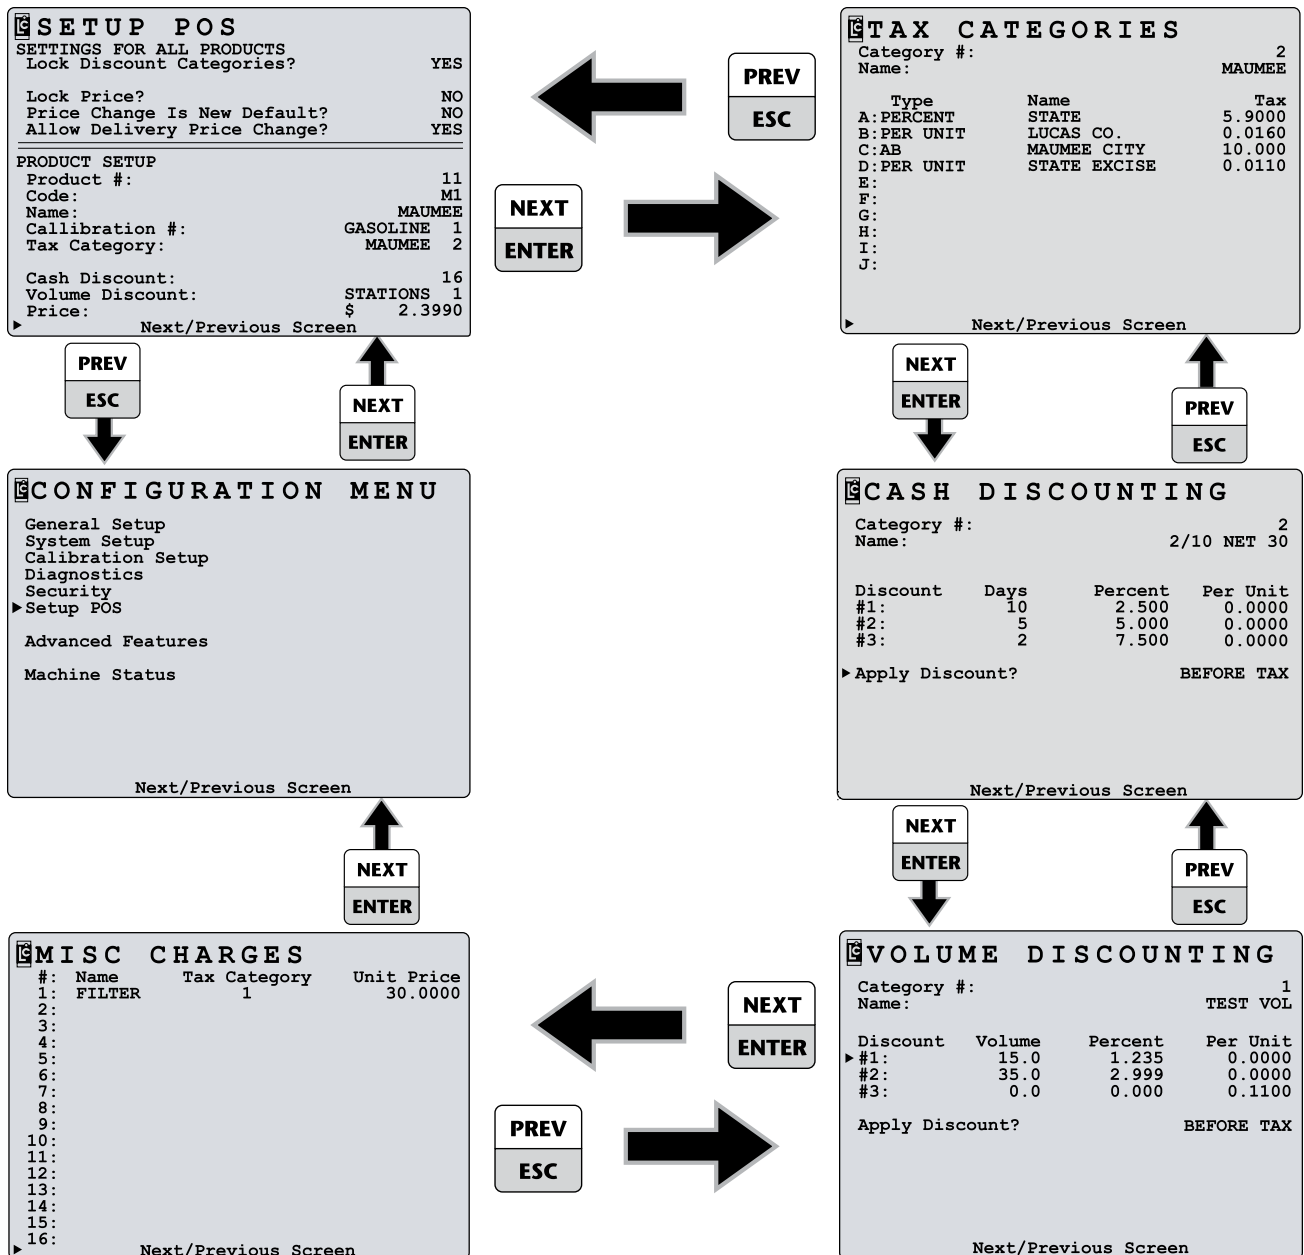 SETUP POS
SETTINGS FOR ALL PRODUCTS
Lock Discount Categories? YES
Lock Price? NO
Price Change Is New Default? NO
Allow Delivery Price Change? YES
PRODUCT SETUP
Product #: 11
Code: M1
Name: MAUMEE
Callibration #: GASOLINE 1
Tax Category: MAUMEE 2
Cash Discount: 16
Volume Discount: STATIONS 1
Price: $ 2.3990
Next/Previous Screen
PREV
ESC
NEXT
ENTER
TAX CATEGORIES
Category #: 2
Name: MAUMEE
Type Name Tax
A:PERCENT STATE 5.9000
B:PER UNIT LUCAS CO. 0.0160
C:AB MAUMEE CITY 10.000
D:PER UNIT STATE EXCISE 0.0110
E:
F:
G:
H:
I:
J:
Next/Previous Screen
PREV
ESC
NEXT
ENTER
NEXT
ENTER
PREV
ESC
CONFIGURATION MENU
General Setup
System Setup
Calibration Setup
Diagnostics
Security
Setup POS
Advanced Features
Machine Status
Next/Previous Screen
CASH DISCOUNTING
Category #: 2
Name: 2/10 NET 30
Discount Days Percent Per Unit
#1: 10 2.500 0.0000
#2: 5 5.000 0.0000
#3: 2 7.500 0.0000
Apply Discount? BEFORE TAX
Next/Previous Screen
NEXT
ENTER
NEXT
ENTER
PREV
ESC
MISC CHARGES
#: Name Tax Category Unit Price
1: FILTER 1 30.0000
2:
3:
4:
5:
6:
7:
8:
9:
10:
11:
12:
13:
14:
15:
16:
Next/Previous Screen
NEXT
ENTER
PREV
ESC
VOLUME DISCOUNTING
Category #: 1
Name: TEST VOL
Discount Volume Percent Per Unit
#1: 15.0 1.235 0.0000
#2: 35.0 2.999 0.0000
#3: 0.0 0.000 0.1100
Apply Discount? BEFORE TAX
Next/Previous Screen